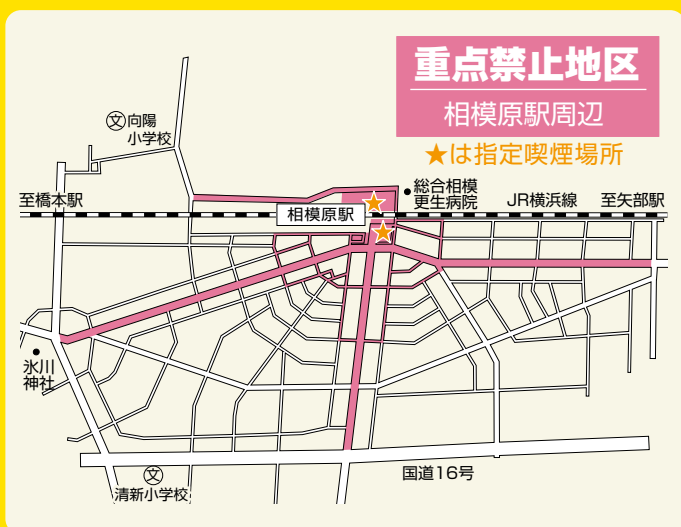 重点禁止地区
相模原駅周辺
★は指定喫煙場所
文向陽
小学校
総合相模
更生病院
至橋本駅
相模原駅
JR横浜線
至矢部駅
氷川
神社
国道16号
文
清新小学校